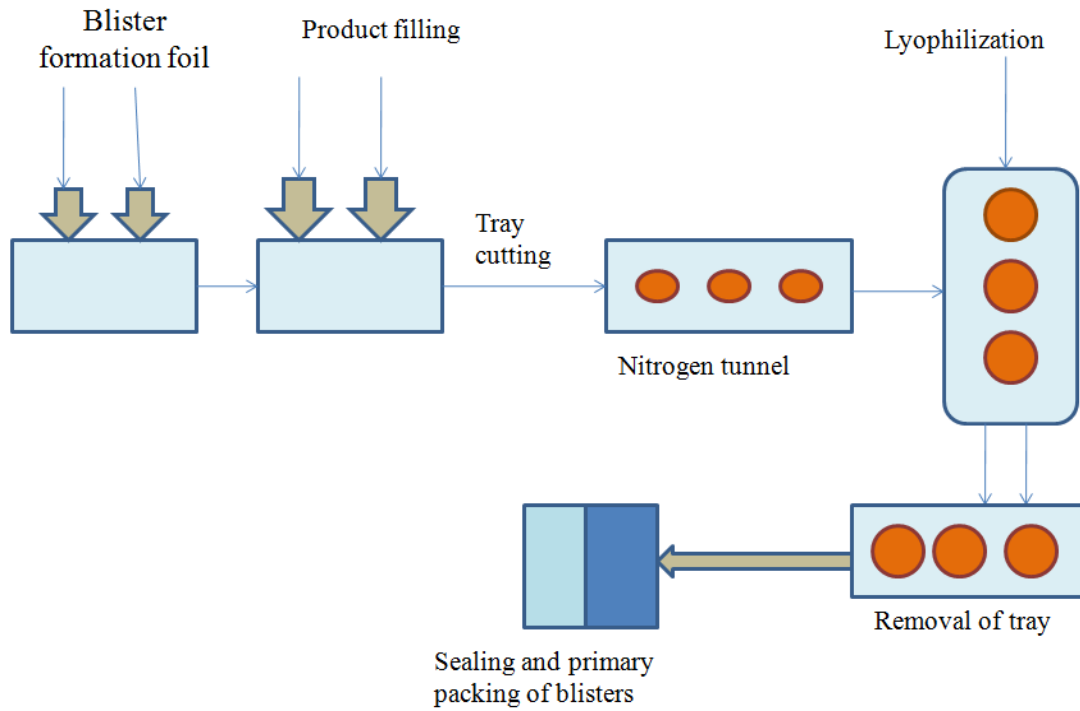 Blister
formation foil
Product filling
Lyophilization
Tray
cutting
Nitrogen tunnel
Removal of tray
Sealing and primary
packing of blisters